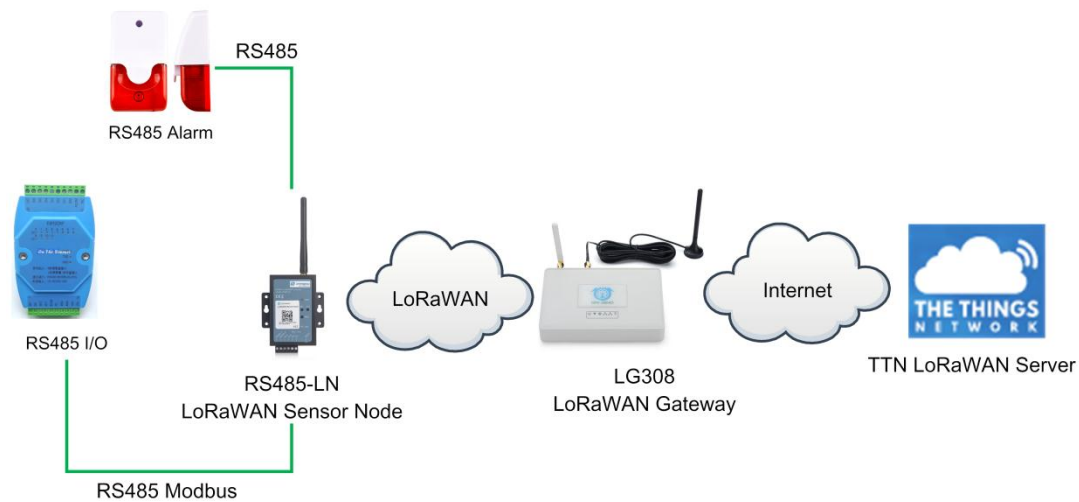 RS485
RS485 Alarm
RS485 I/O
RS485 Modbus
RS485-LN
LoRaWAN Sensor Node
LoRaWAN
LG308
LoRaWAN Gateway
Internet
THE THINGS
NETWORK
TTN LoRaWAN Server